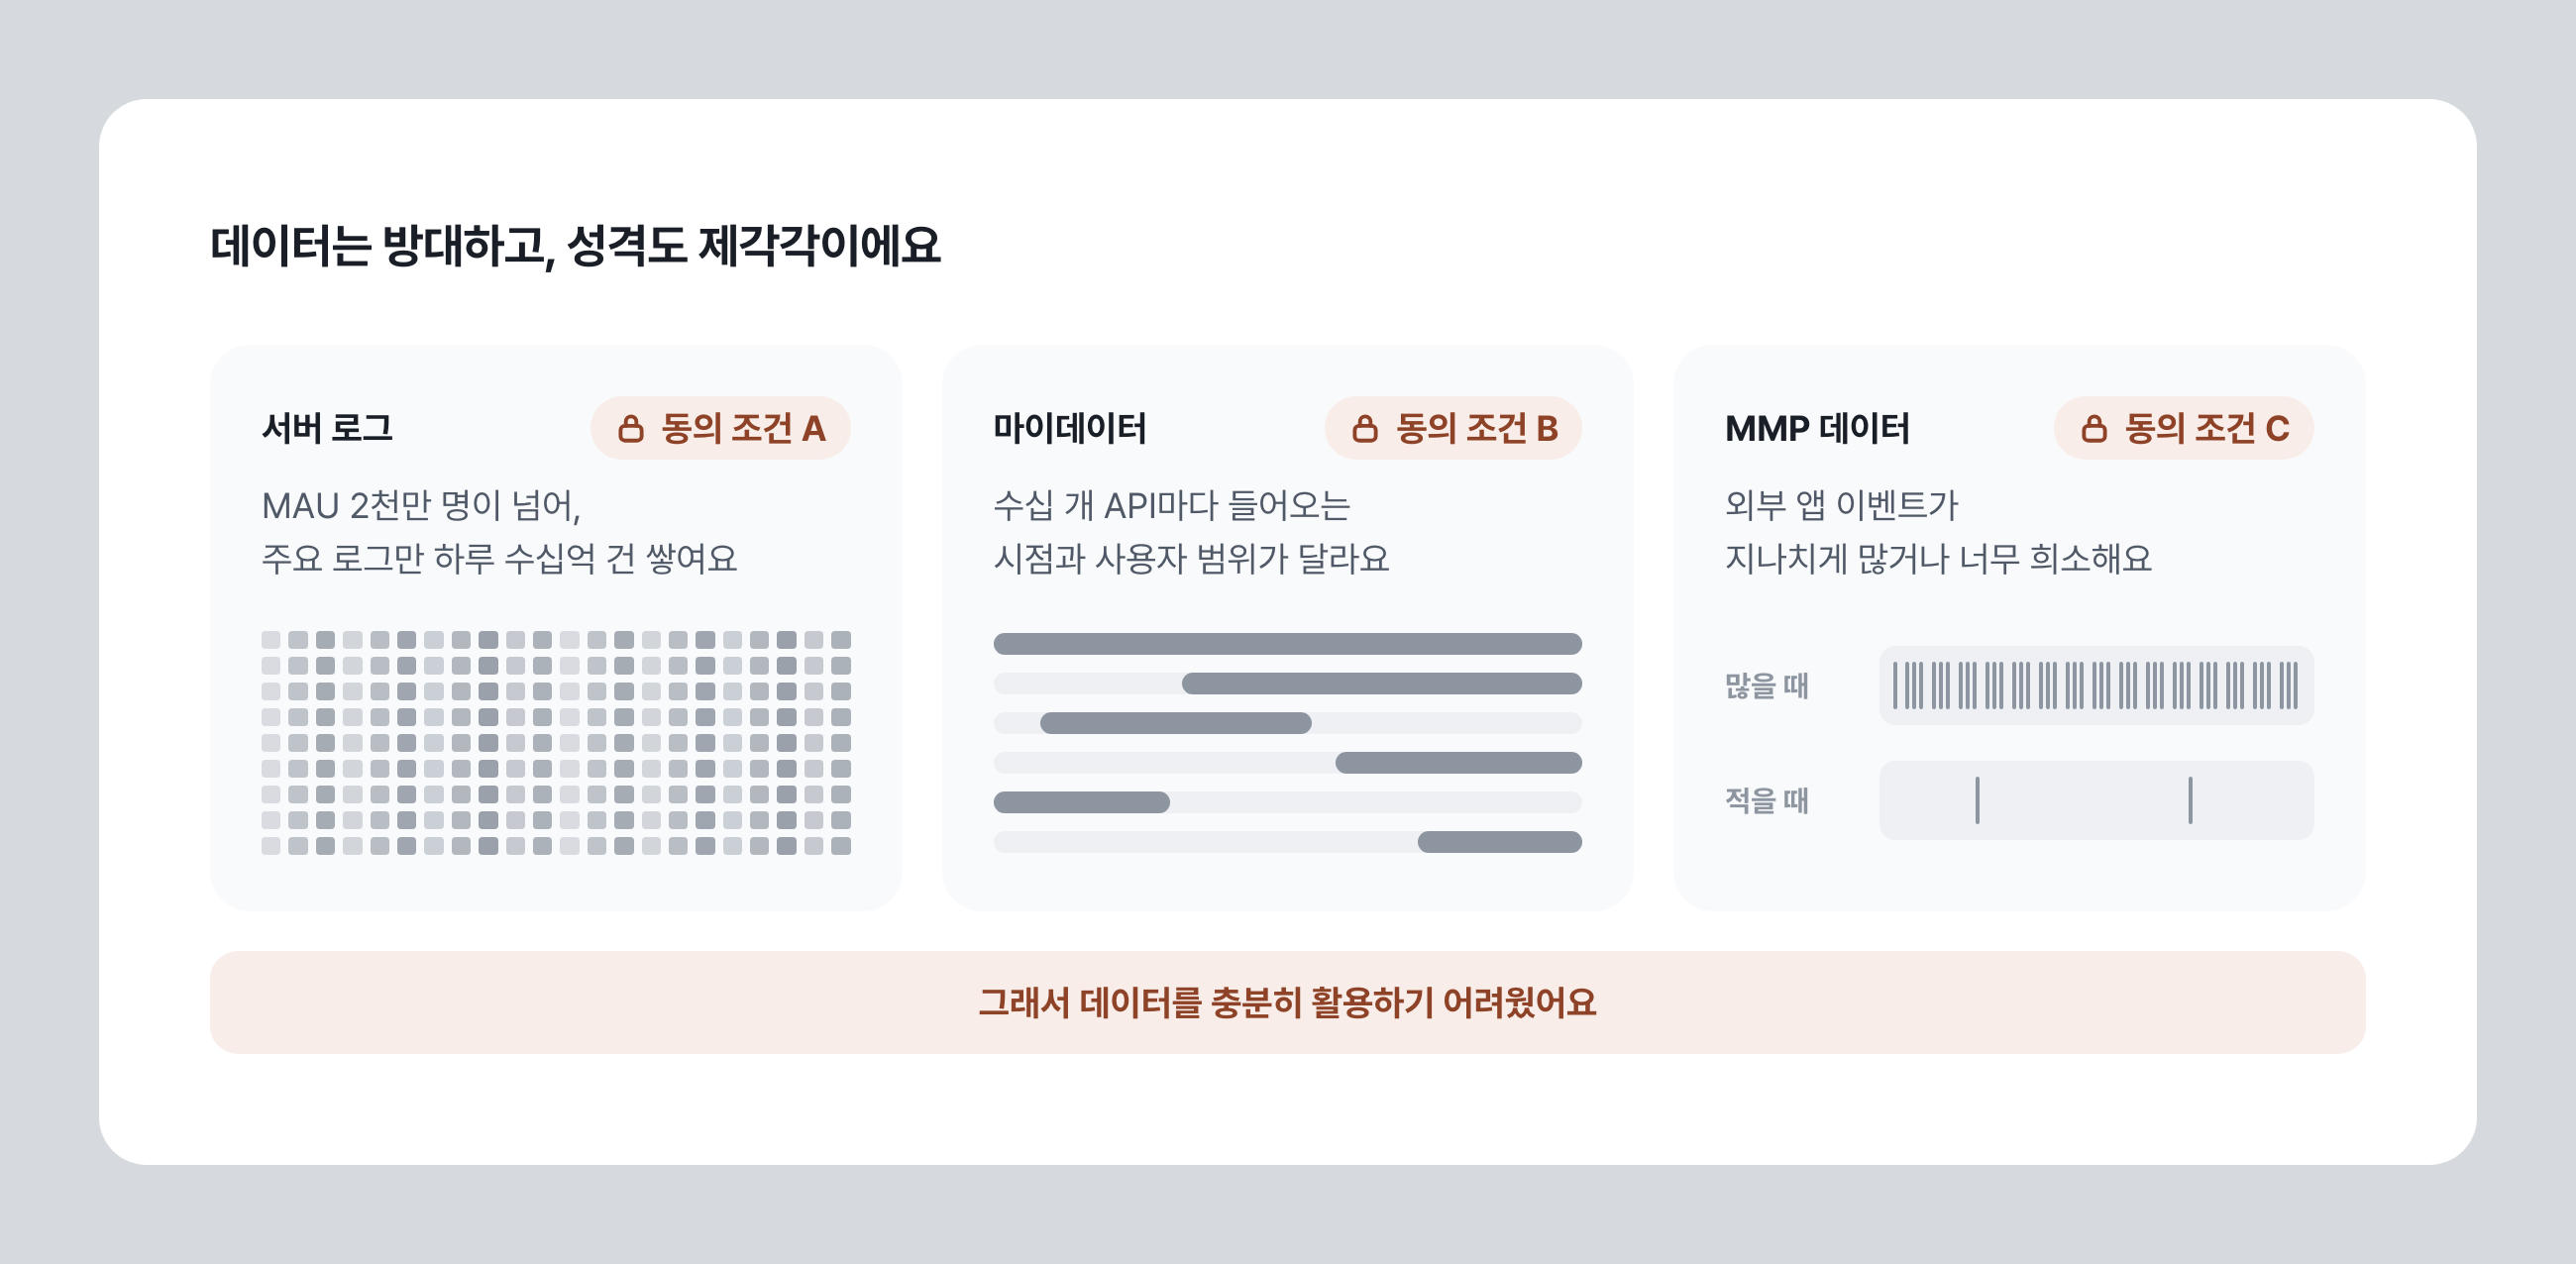 데이터는 방대하고, 성격도 제각각이에요
서버 로그
동의 조건 A
MAU 2천만 명이 넘어,
주요 로그만 하루 수십억 건 쌓여요
마이데이터
동의 조건 B
수십 개 API마다 들어오는
시점과 사용자 범위가 달라요
MMP 데이터
동의 조건 C
외부 앱 이벤트가
지나치게 많거나 너무 희소해요
많을 때
적을 때
그래서 데이터를 충분히 활용하기 어려웠어요